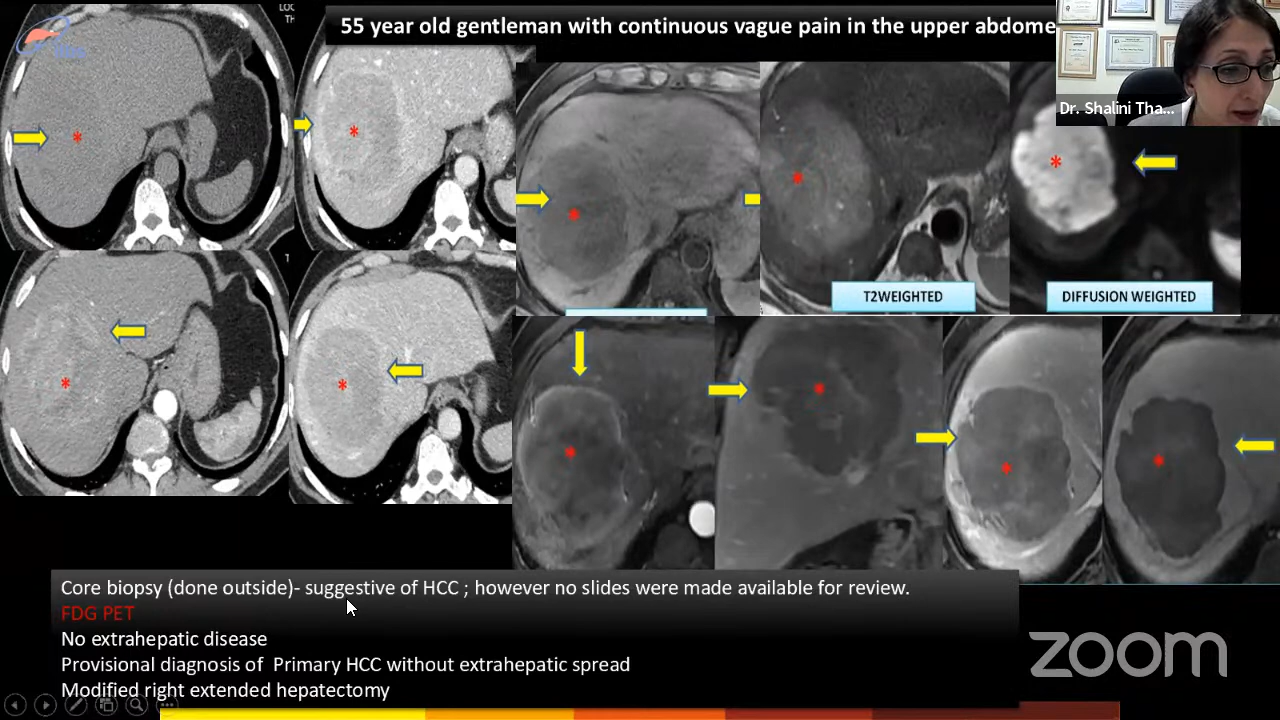 LOC
TH
55 year old gentleman with continuous vague pain in the upper abdome
Dr. Shalini Tha...
T2WEIGHTED
DIFFUSION WEIGHTED
Core biopsy (done outside)- suggestive of HCC ; however no slides were made available for review.
FDG PET
No extrahepatic disease
Provisional diagnosis of Primary HCC without extrahepatic spread
Modified right extended hepatectomy
zoom